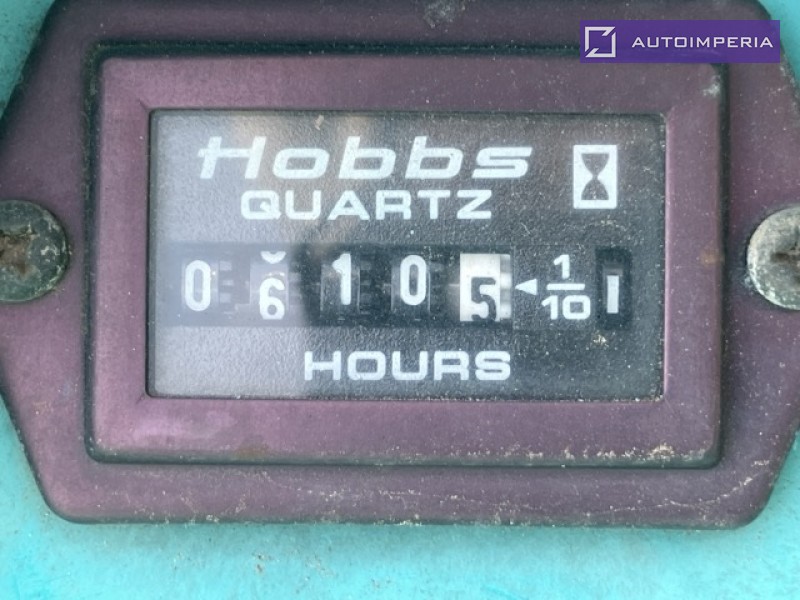 AUTOIMPERIA
Hobbs
QUARTZ
0 6 1 0 5 1/10
HOURS